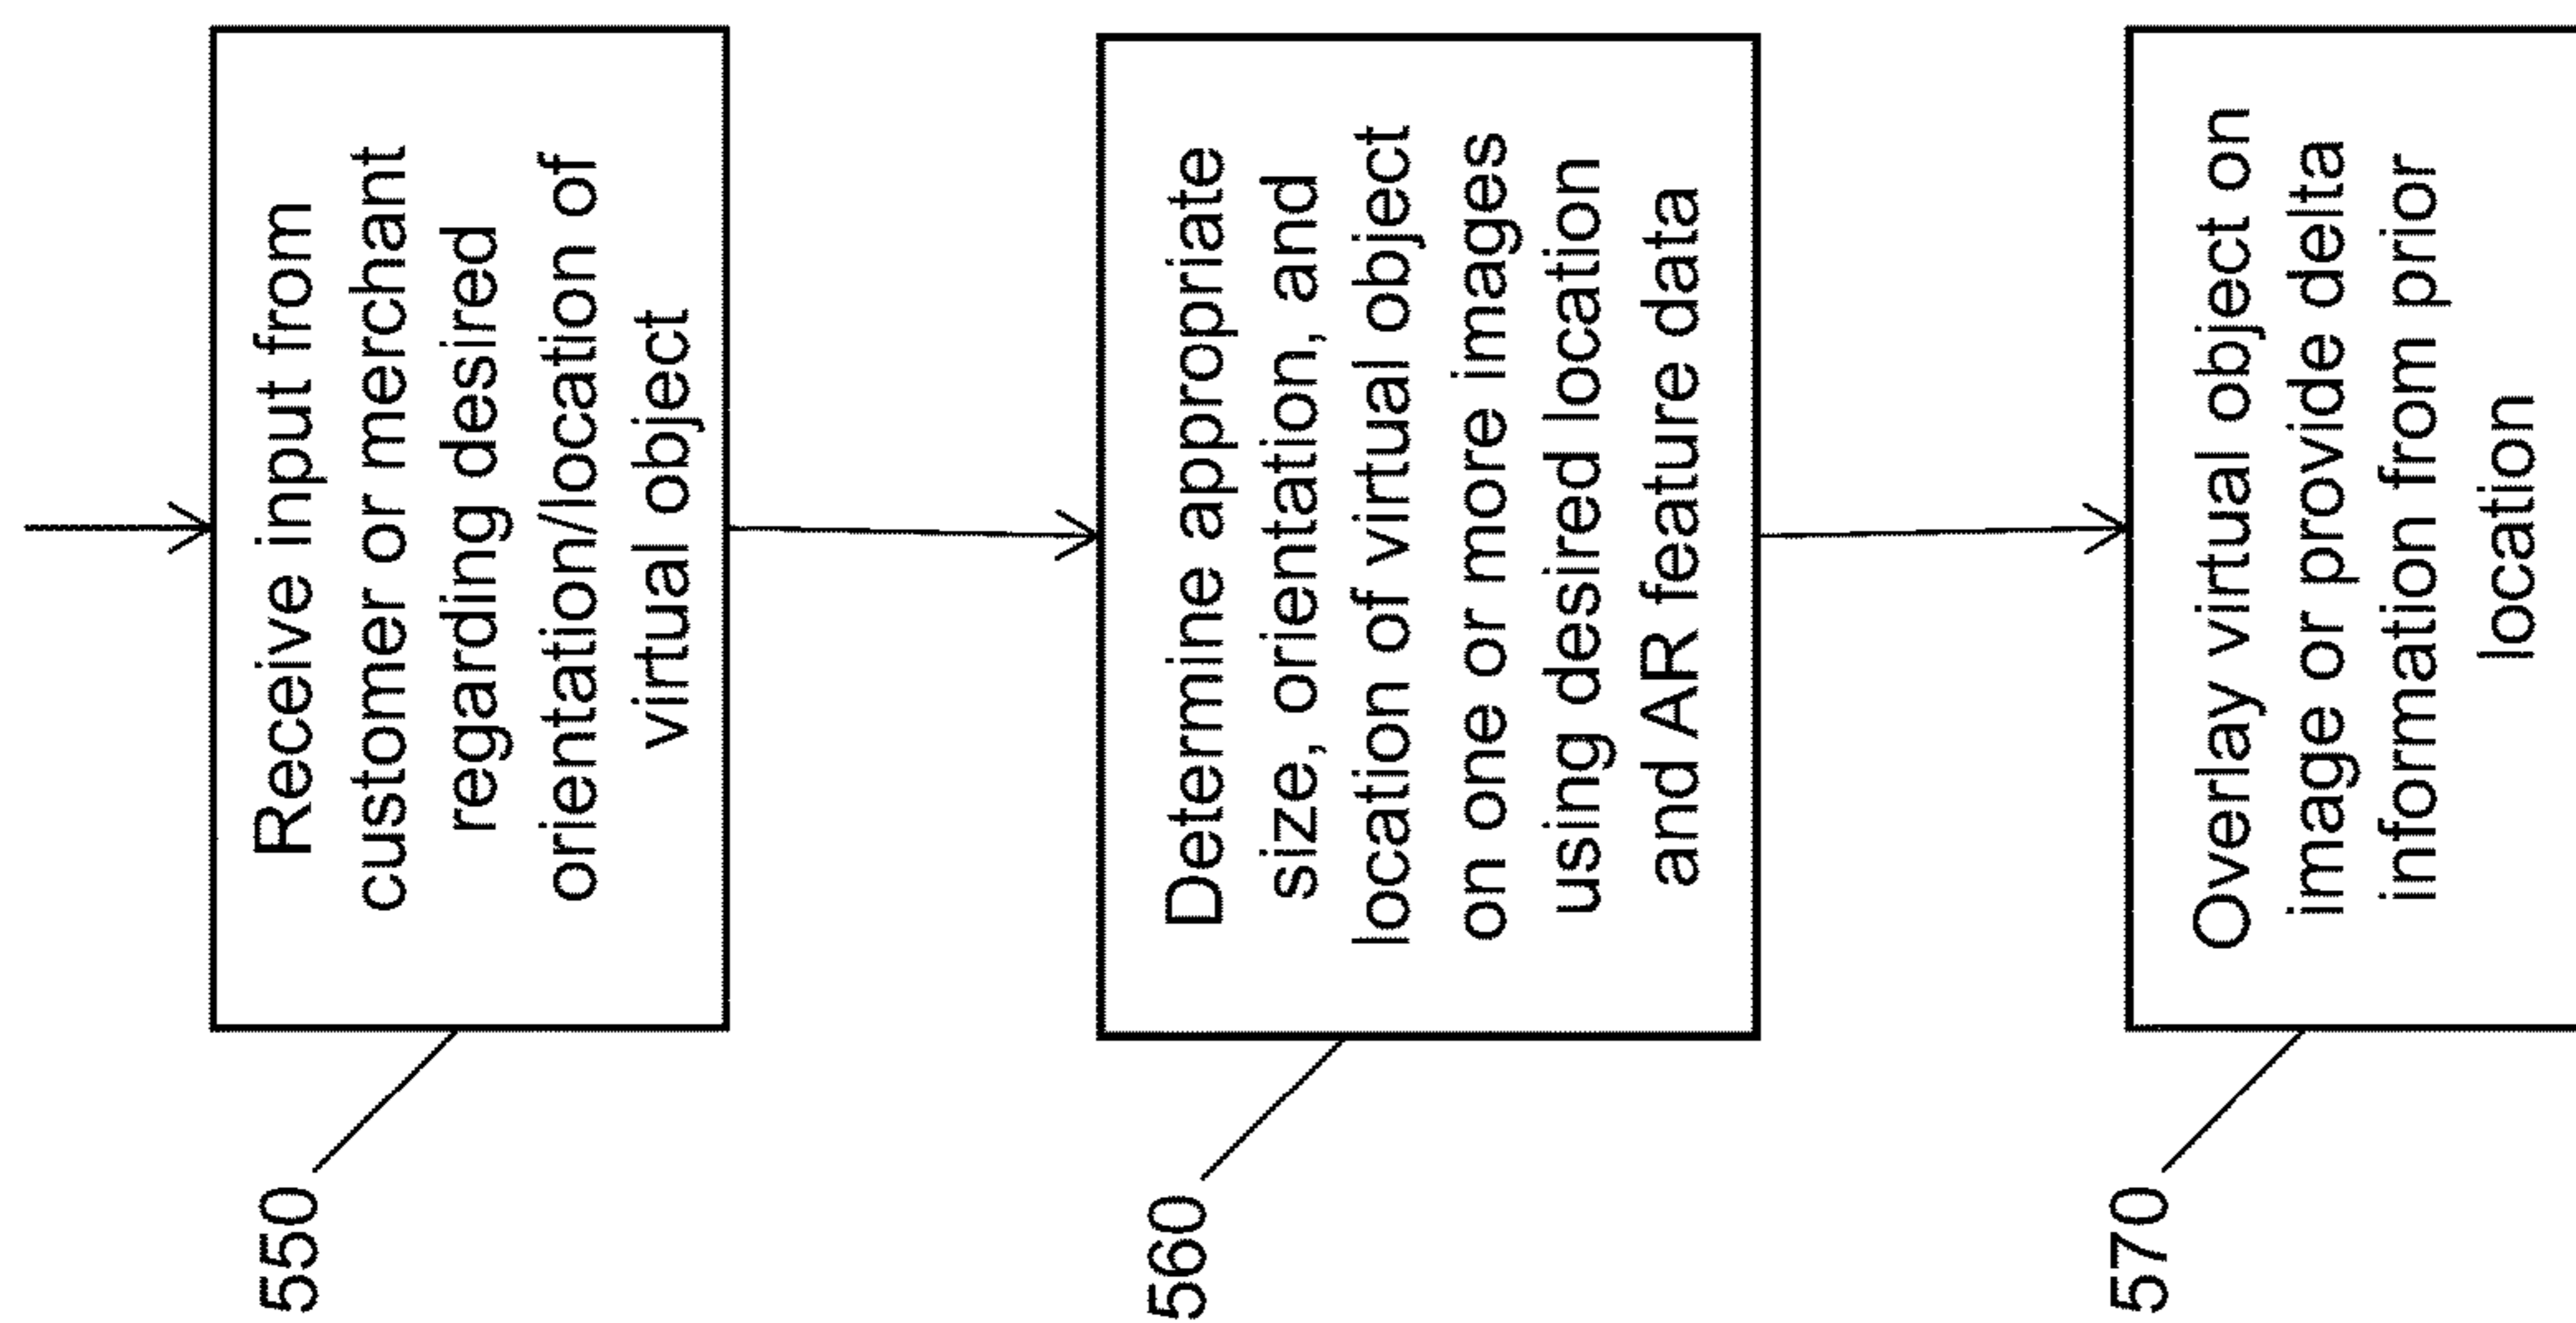 550
Receive input from
customer or merchant
regarding desired
orientation/location of
virtual object
560
Determine appropriate
size, orientation, and
location of virtual object
on one or more images
using desired location
and AR feature data
570
Overlay virtual object on
image or provide delta
information from prior
location